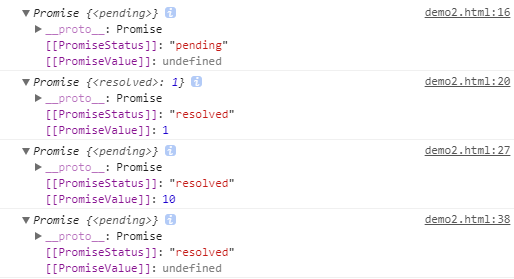 ▼ Promise {<pending>} i demo2.html:16
▶ __proto__: Promise
[[PromiseStatus]]: "pending"
[[PromiseValue]]: undefined
▼ Promise {<resolved>: 1} i demo2.html:20
▶ __proto__: Promise
[[PromiseStatus]]: "resolved"
[[PromiseValue]]: 1
▼ Promise {<pending>} i demo2.html:27
▶ __proto__: Promise
[[PromiseStatus]]: "resolved"
[[PromiseValue]]: 10
▼ Promise {<pending>} i demo2.html:38
▶ __proto__: Promise
[[PromiseStatus]]: "resolved"
[[PromiseValue]]: undefined